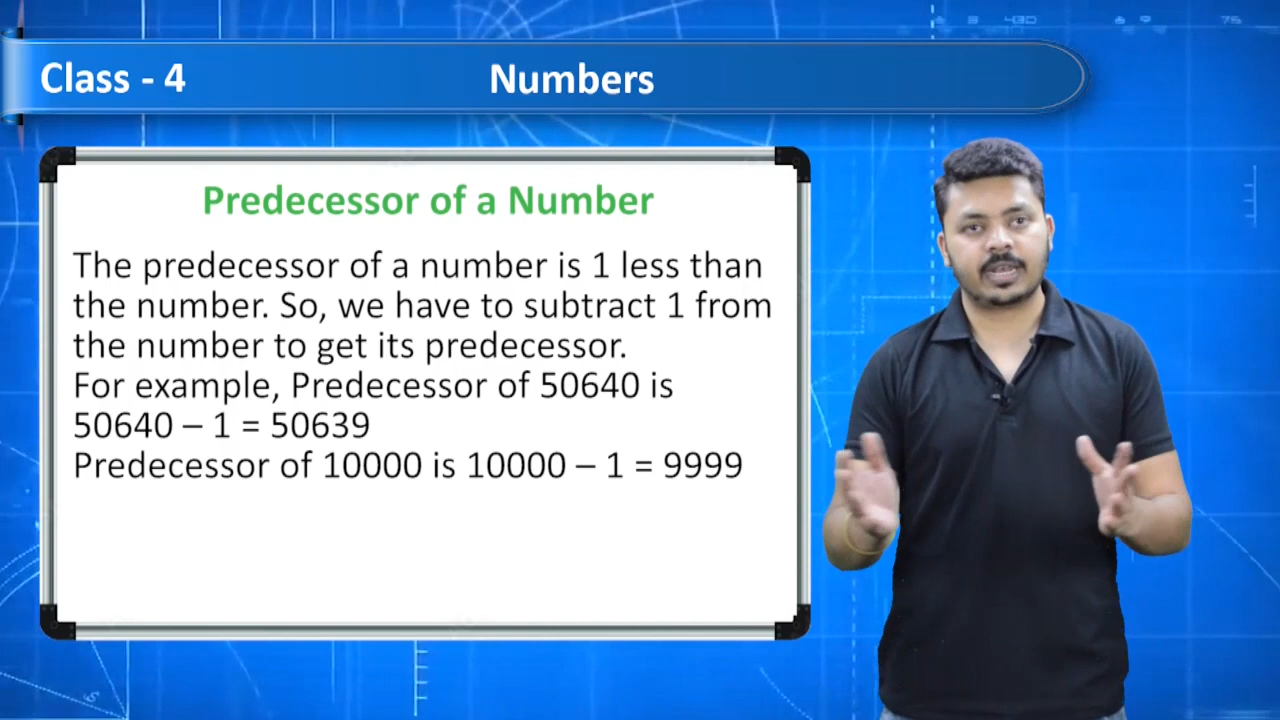 Class - 4
Numbers
Predecessor of a Number
The predecessor of a number is 1 less than
the number. So, we have to subtract 1 from
the number to get its predecessor.
For example, Predecessor of 50640 is
50640 – 1 = 50639
Predecessor of 10000 is 10000 – 1 = 9999